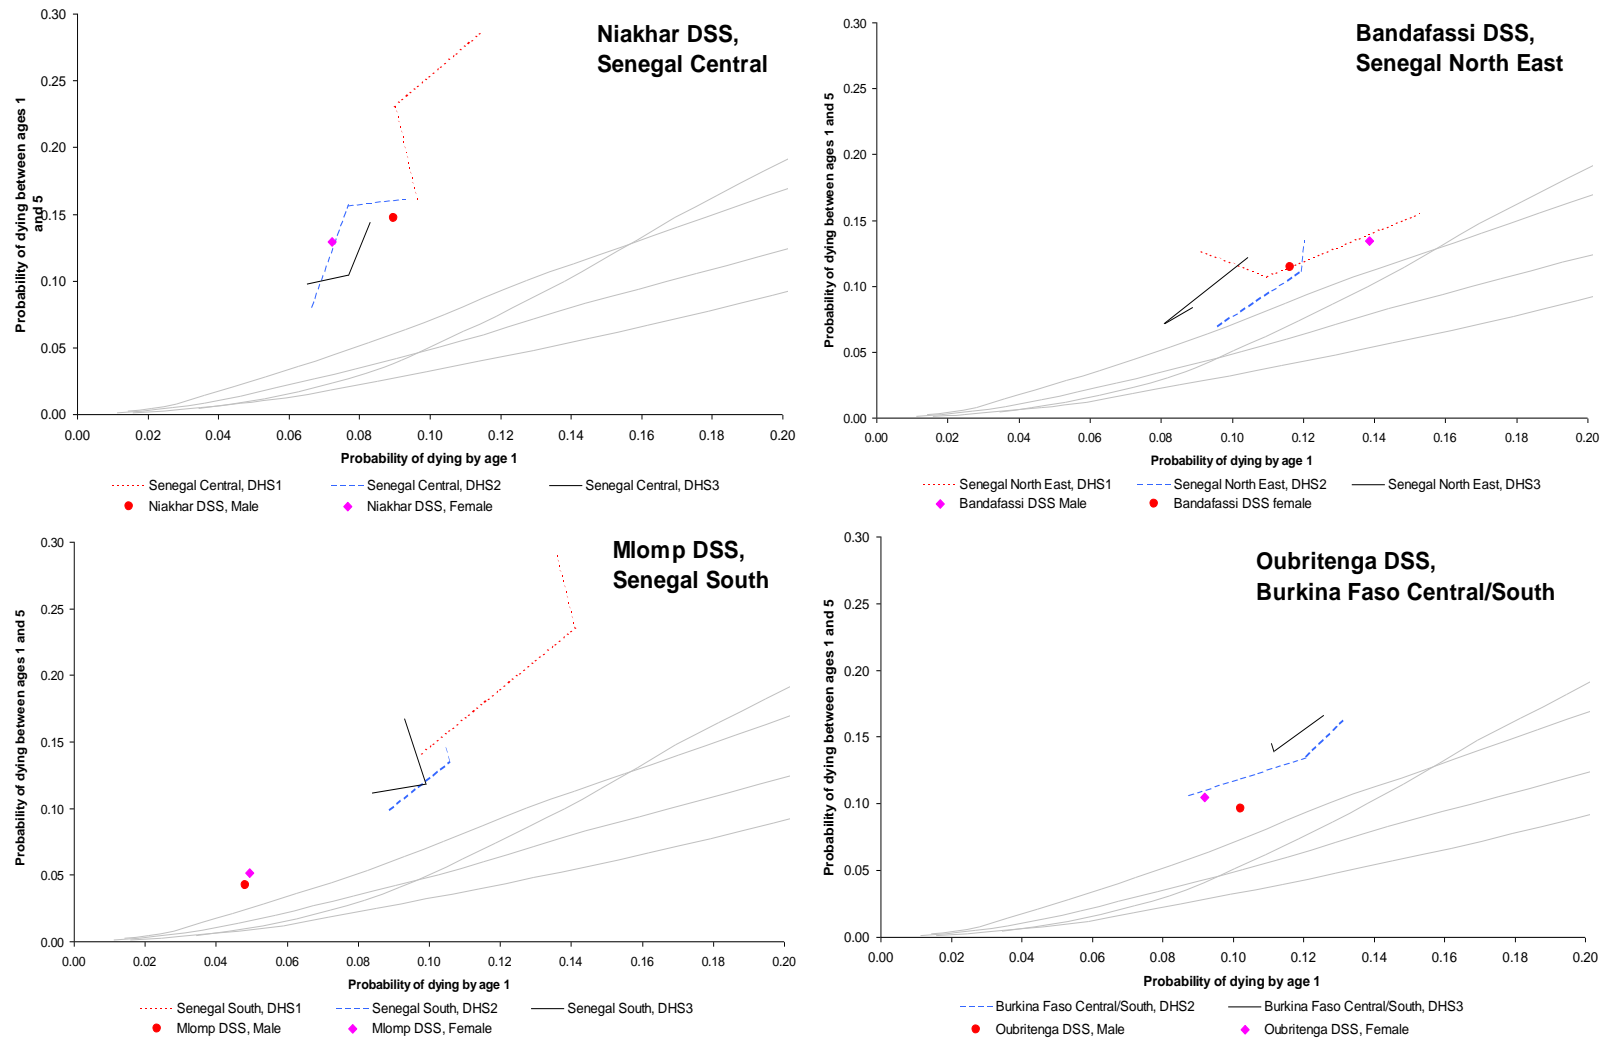 Niakhar DSS,
Senegal Central
Probability of dying between ages 1
and 5
0.30
0.25
0.20
0.15
0.10
0.05
0.00
0.00 0.02 0.04 0.06 0.08 0.10 0.12 0.14 0.16 0.18 0.20
Probability of dying by age 1
Senegal Central, DHS1 Senegal Central, DHS2 Senegal Central, DHS3
Niakhar DSS, Male Niakhar DSS, Female
Bandafassi DSS,
Senegal North East
Probability of dying between ages 1 and 5
0.30
0.25
0.20
0.15
0.10
0.05
0.00
0.00 0.02 0.04 0.06 0.08 0.10 0.12 0.14 0.16 0.18 0.20
Probability of dying by age 1
Senegal North East, DHS1 Senegal North East, DHS2 Senegal North East, DHS3
Bandafassi DSS Male Bandafassi DSS female
Mlomp DSS,
Senegal South
Probability of dying between ages 1 and 5
0.30
0.25
0.20
0.15
0.10
0.05
0.00
0.00 0.02 0.04 0.06 0.08 0.10 0.12 0.14 0.16 0.18 0.20
Probability of dying by age 1
Senegal South, DHS1 Senegal South, DHS2 Senegal South, DHS3
Mlomp DSS, Male Mlomp DSS, Female
Oubritenga DSS,
Burkina Faso Central/South
Probability of dying between ages 1 and 5
0.30
0.25
0.20
0.15
0.10
0.05
0.00
0.00 0.02 0.04 0.06 0.08 0.10 0.12 0.14 0.16 0.18 0.20
Probability of dying by age 1
Burkina Faso Central/South, DHS2 Burkina Faso Central/South, DHS3
Oubritenga DSS, Male Oubritenga DSS, Female